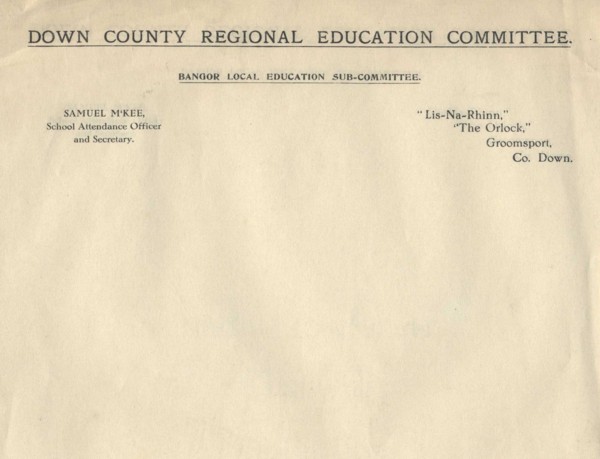 DOWN COUNTY REGIONAL EDUCATION COMMITTEE.
BANGOR LOCAL EDUCATION SUB-COMMITTEE.
SAMUEL M‘KEE,
School Attendance Officer
and Secretary.
"Lis-Na-Rhinn,"
"The Orlock,"
Groomsport,
Co. Down.